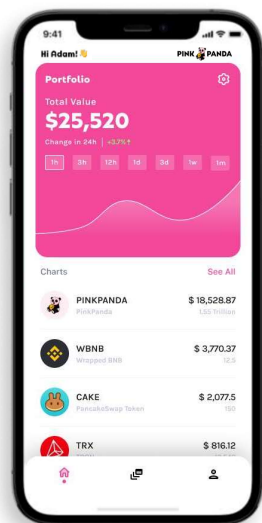 9:41
Hi Adam! 👋 PINK PANDA
Portfolio
Total Value
$25,520
Change in 24h | +3.7% ↑
1h 3h 12h 1d 3d 1w 1m
Charts See All
PINKPANDA $ 18,528.87
PinkPanda 1.55 Trillion
WBNB $ 3,770.37
Wrapped BNB 12.5
CAKE $ 2,077.5
PancakeSwap Token 150
TRX $ 816.12